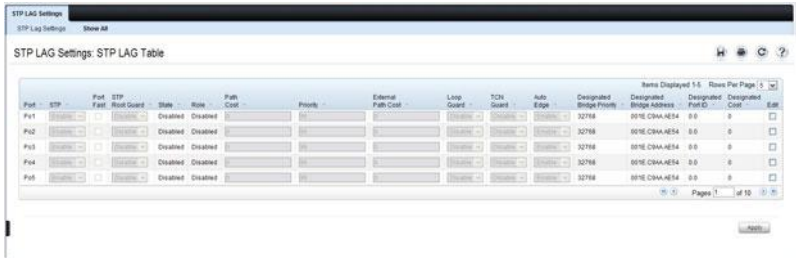 STP LAG Settings
STP Lag Settings Show All
STP LAG Settings: STP LAG Table
Items Displayed 1-5 Rows Per Page 5
Port STP Port Fast STP Root Guard State Role Path Cost Priority External Path Cost Loop Guard TCN Guard Auto Edge Designated Bridge Priority Designated Bridge Address Designated Port ID Designated Cost Edit
Po1 Disabled Disabled 32768 001E.C9AA.AE54 0.0 0
Po2 Disabled Disabled 32768 001E.C9AA.AE54 0.0 0
Po3 Disabled Disabled 32768 001E.C9AA.AE54 0.0 0
Po4 Disabled Disabled 32768 001E.C9AA.AE54 0.0 0
Po5 Disabled Disabled 32768 001E.C9AA.AE54 0.0 0
Pages 1 of 10
Apply